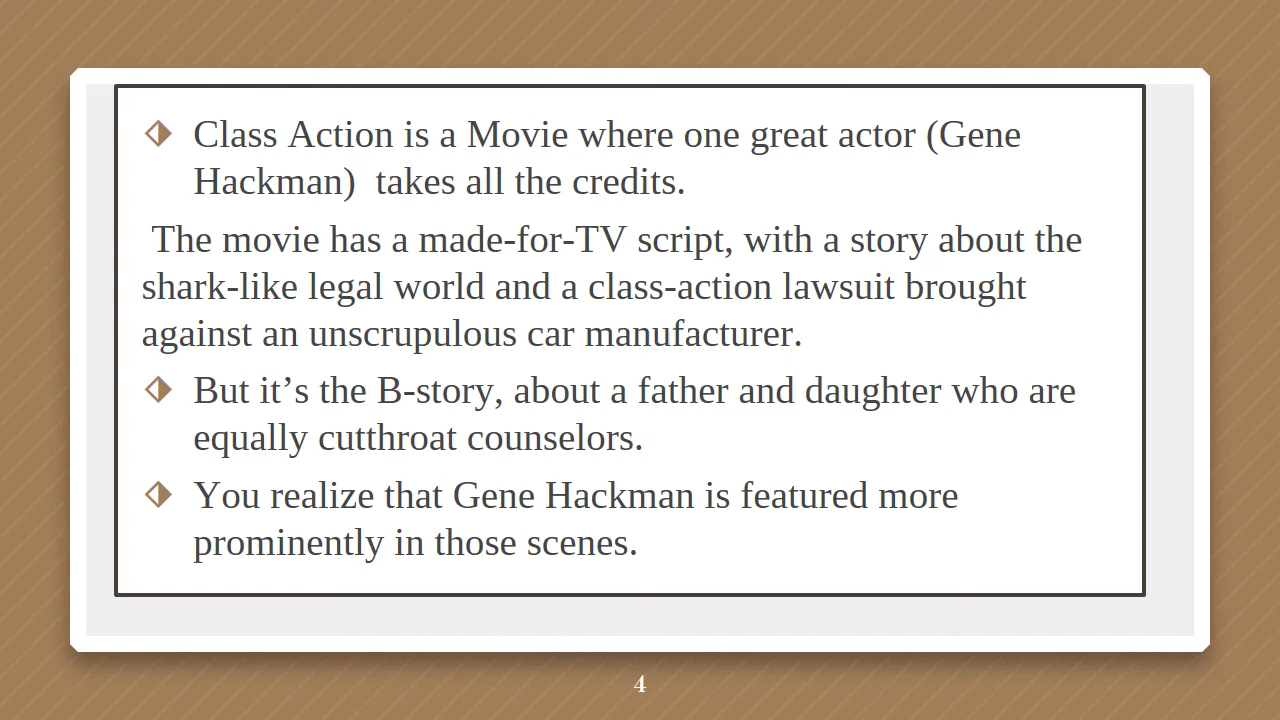 Class Action is a Movie where one great actor (Gene
Hackman)  takes all the credits.
The movie has a made-for-TV script, with a story about the
shark-like legal world and a class-action lawsuit brought
against an unscrupulous car manufacturer.
But it’s the B-story, about a father and daughter who are
equally cutthroat counselors.
You realize that Gene Hackman is featured more
prominently in those scenes.
4